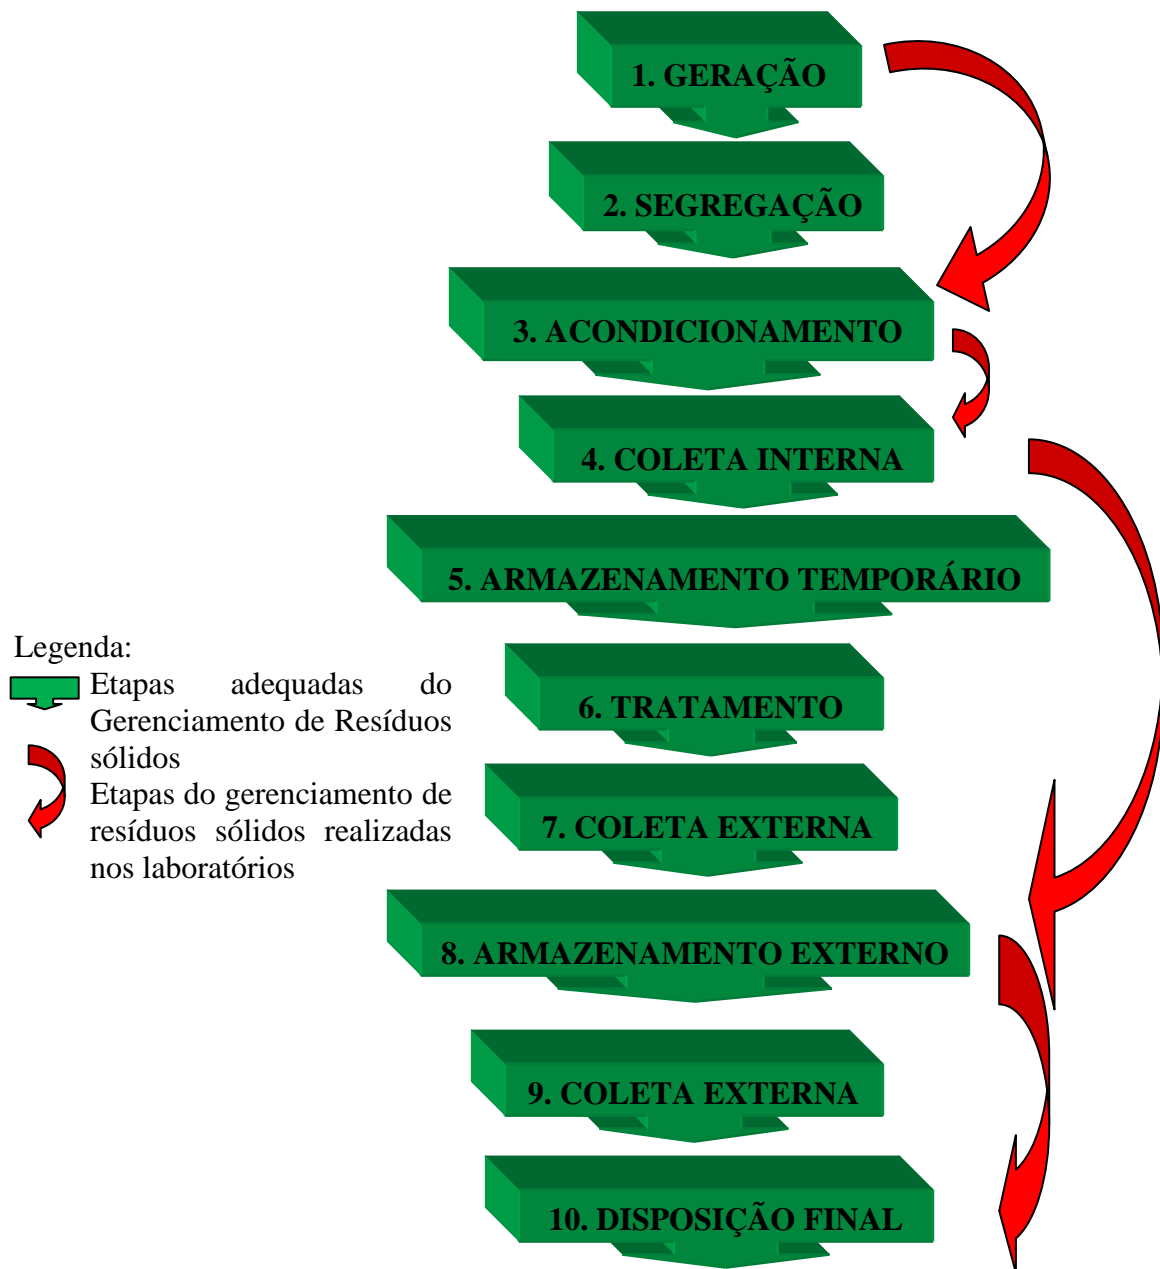 1. GERAÇÃO
2. SEGREGAÇÃO
3. ACONDICIONAMENTO
4. COLETA INTERNA
5. ARMAZENAMENTO TEMPORÁRIO
6. TRATAMENTO
7. COLETA EXTERNA
8. ARMAZENAMENTO EXTERNO
9. COLETA EXTERNA
10. DISPOSIÇÃO FINAL
Legenda:
Etapas adequadas do
Gerenciamento de Resíduos
sólidos
Etapas do gerenciamento de
resíduos sólidos realizadas
nos laboratórios